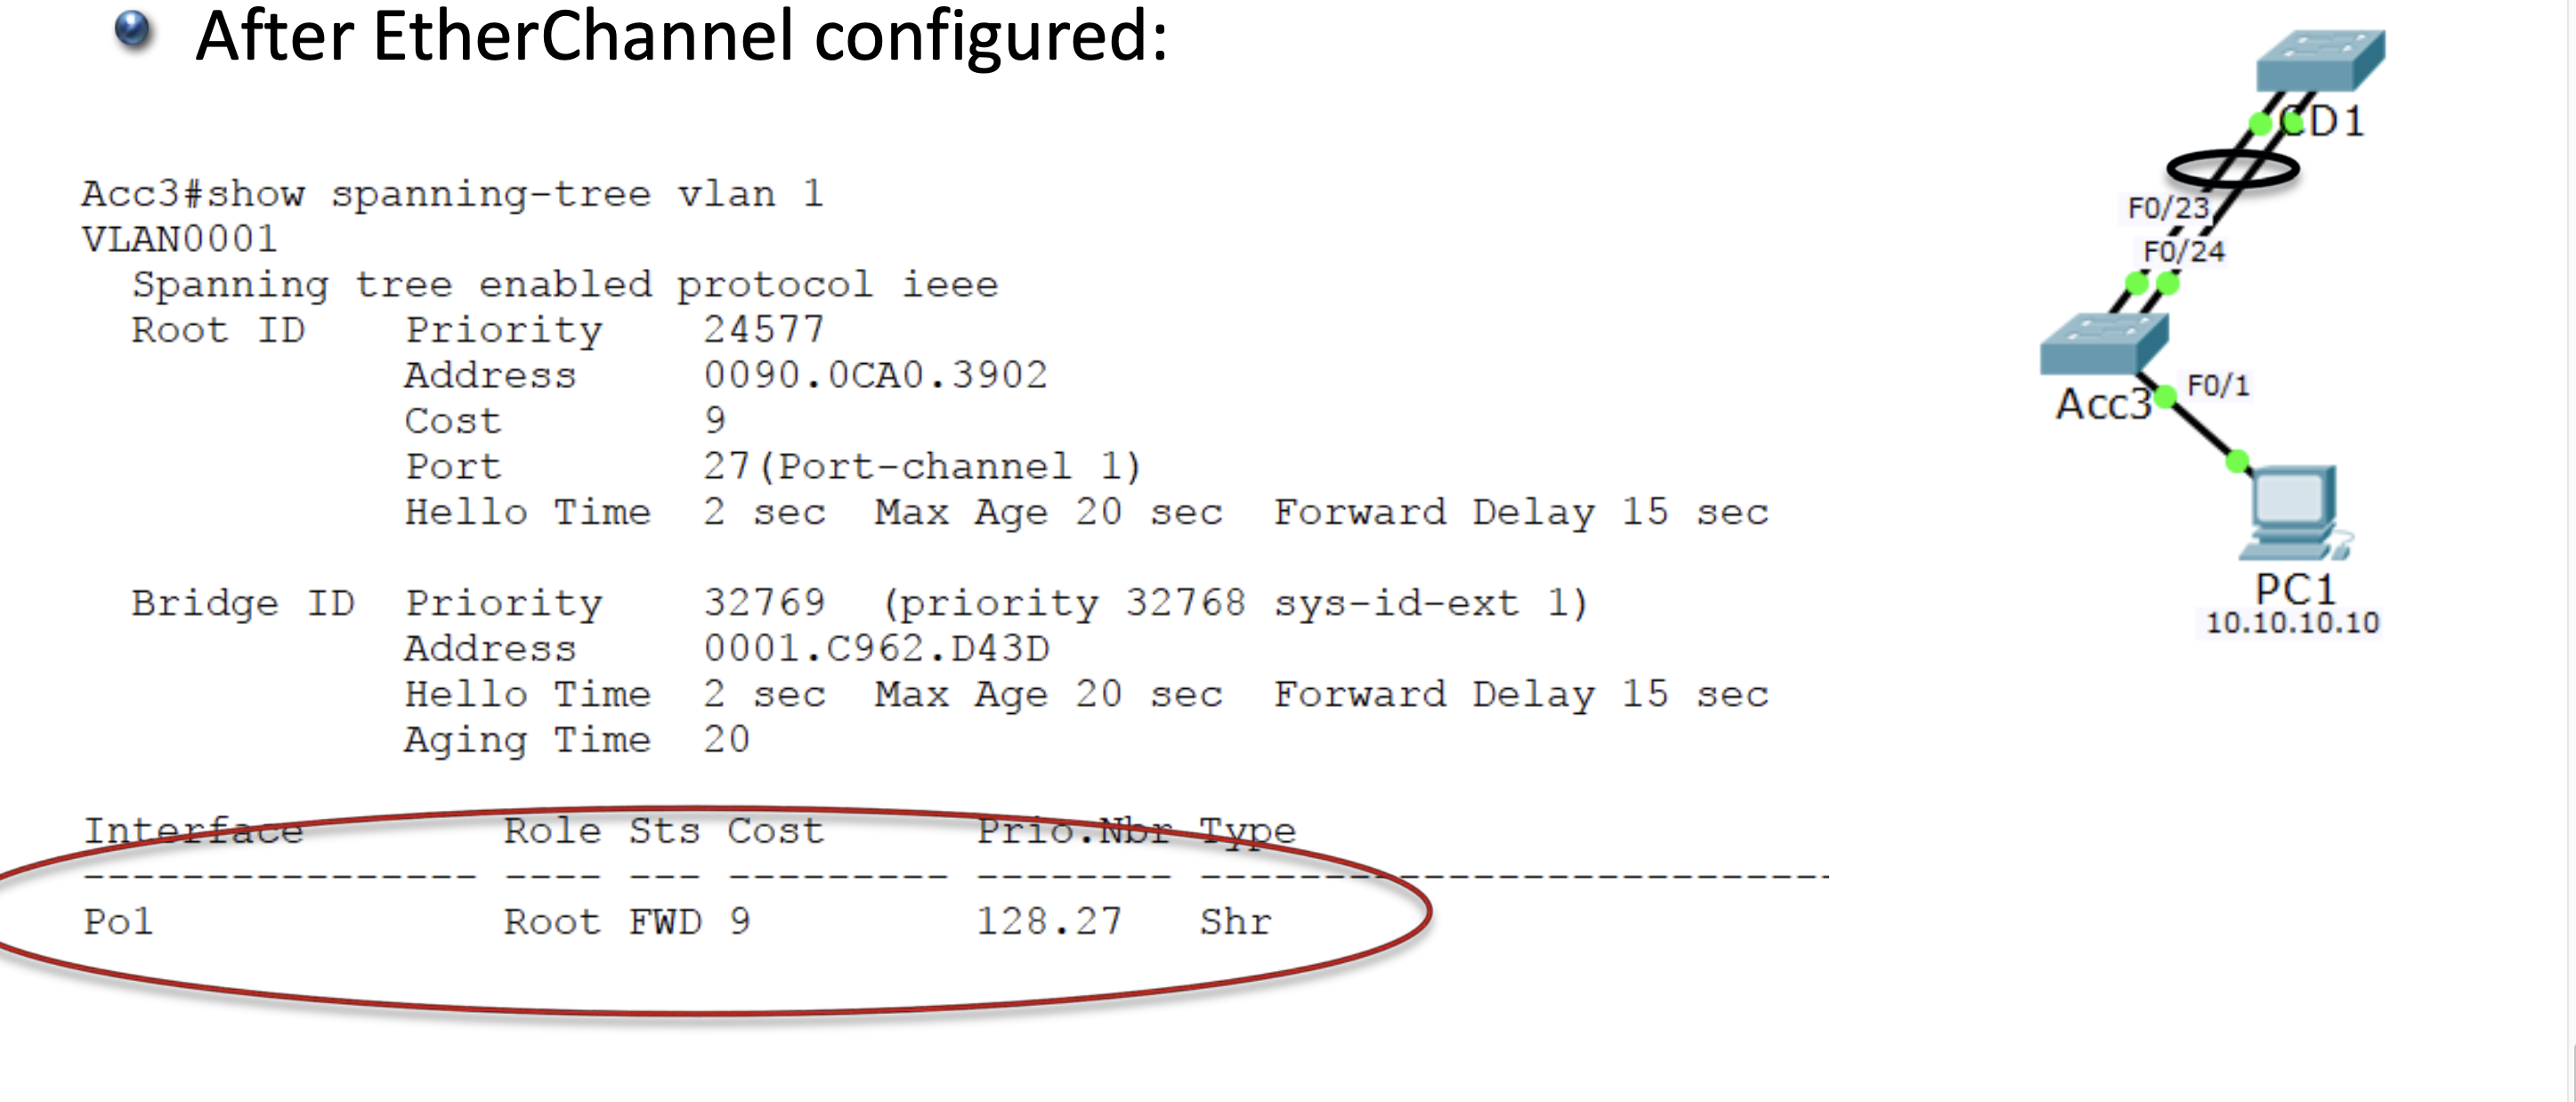 After EtherChannel configured:
Acc3#show spanning-tree vlan 1
VLAN0001
Spanning tree enabled protocol ieee
Root ID Priority 24577
Address 0090.0CA0.3902
Cost 9
Port 27(Port-channel 1)
Hello Time 2 sec Max Age 20 sec Forward Delay 15 sec
Bridge ID Priority 32769 (priority 32768 sys-id-ext 1)
Address 0001.C962.D43D
Hello Time 2 sec Max Age 20 sec Forward Delay 15 sec
Aging Time 20
Interface Role Sts Cost Prio.Nbr Type
---------------- ---- --- --------- -------- --------------------------
Po1 Root FWD 9 128.27 Shr
CD1
F0/23
F0/24
Acc3
F0/1
PC1
10.10.10.10